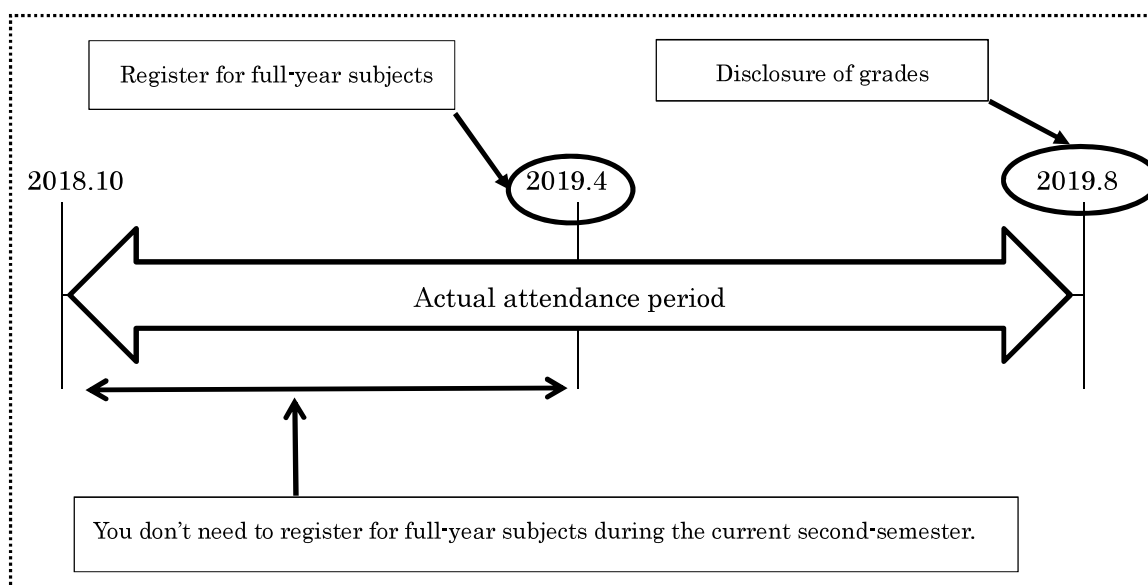 Register for full-year subjects
Disclosure of grades
2018.10
2019.4
2019.8
Actual attendance period
You don’t need to register for full-year subjects during the current second-semester.